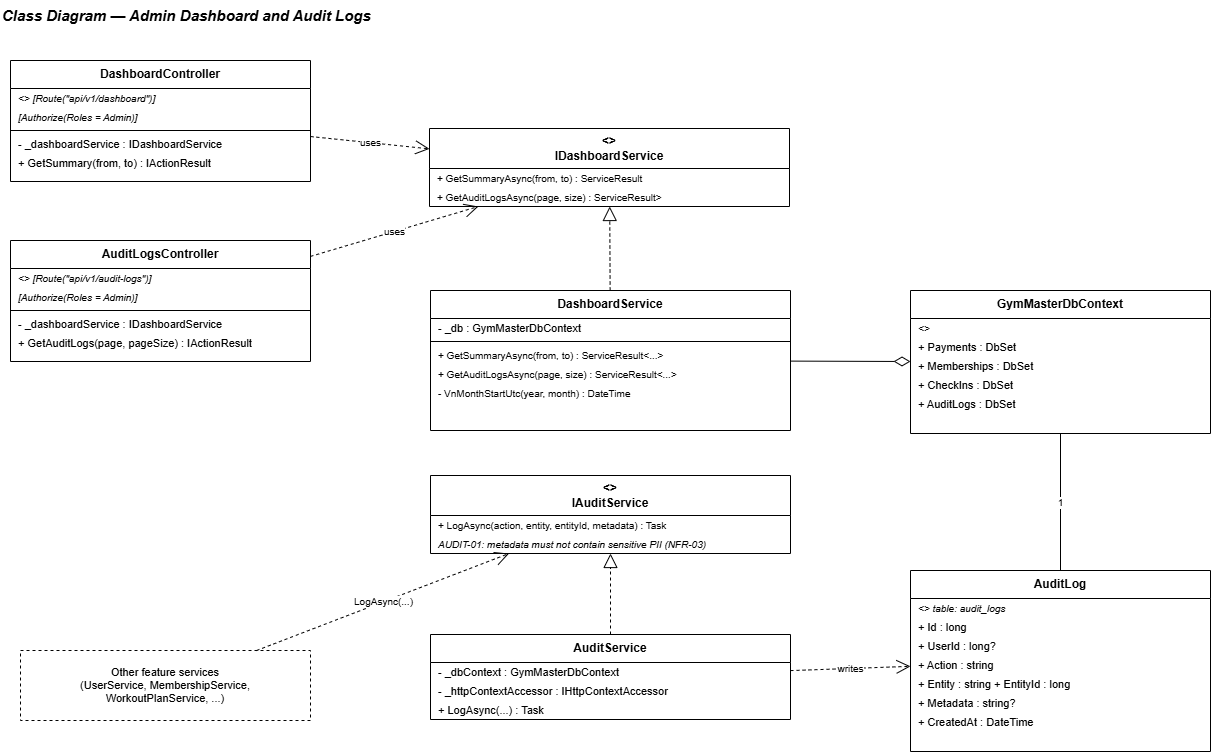 Class Diagram — Admin Dashboard and Audit Logs
DashboardController
<> [Route("api/v1/dashboard")]
[Authorize(Roles = Admin)]
- _dashboardService : IDashboardService
+ GetSummary(from, to) : IActionResult
uses
<>
IDashboardService
+ GetSummaryAsync(from, to) : ServiceResult
+ GetAuditLogsAsync(page, size) : ServiceResult>
uses
AuditLogsController
<> [Route("api/v1/audit-logs")]
[Authorize(Roles = Admin)]
- _dashboardService : IDashboardService
+ GetAuditLogs(page, pageSize) : IActionResult
DashboardService
- _db : GymMasterDbContext
+ GetSummaryAsync(from, to) : ServiceResult<...>
+ GetAuditLogsAsync(page, size) : ServiceResult<...>
- VnMonthStartUtc(year, month) : DateTime
GymMasterDbContext
<>
+ Payments : DbSet
+ Memberships : DbSet
+ CheckIns : DbSet
+ AuditLogs : DbSet
1
<>
IAuditService
+ LogAsync(action, entity, entityId, metadata) : Task
AUDIT-01: metadata must not contain sensitive PII (NFR-03)
LogAsync(...)
Other feature services
(UserService, MembershipService,
WorkoutPlanService, ...)
AuditService
- _dbContext : GymMasterDbContext
- _httpContextAccessor : IHttpContextAccessor
+ LogAsync(...) : Task
writes
AuditLog
<> table: audit_logs
+ Id : long
+ UserId : long?
+ Action : string
+ Entity : string + EntityId : long
+ Metadata : string?
+ CreatedAt : DateTime